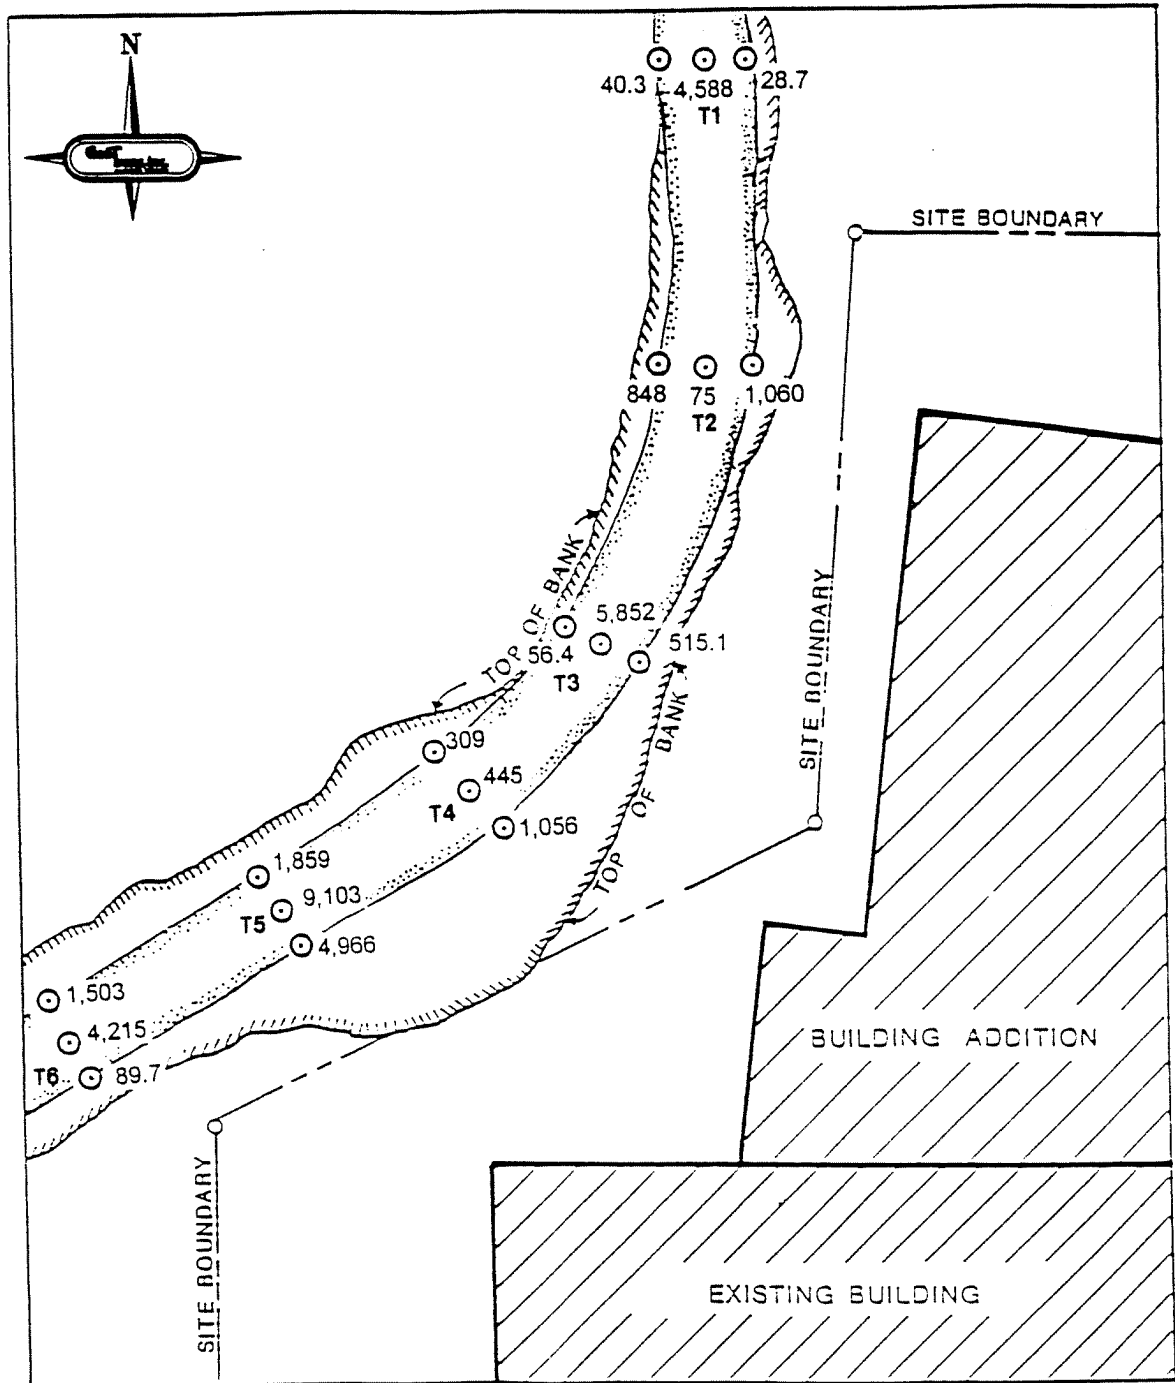 N
40.3 4,588 28.7
T1
SITE BOUNDARY
848 75 1,060
T2
TOP OF BANK
SITE BOUNDARY
5,852
56.4 515.1
T3
309
445
T4
1,056
TOP OF BANK
1,859
9,103
T5
4,966
1,503
4,215
T6 89.7
BUILDING ADDITION
SITE BOUNDARY
EXISTING BUILDING